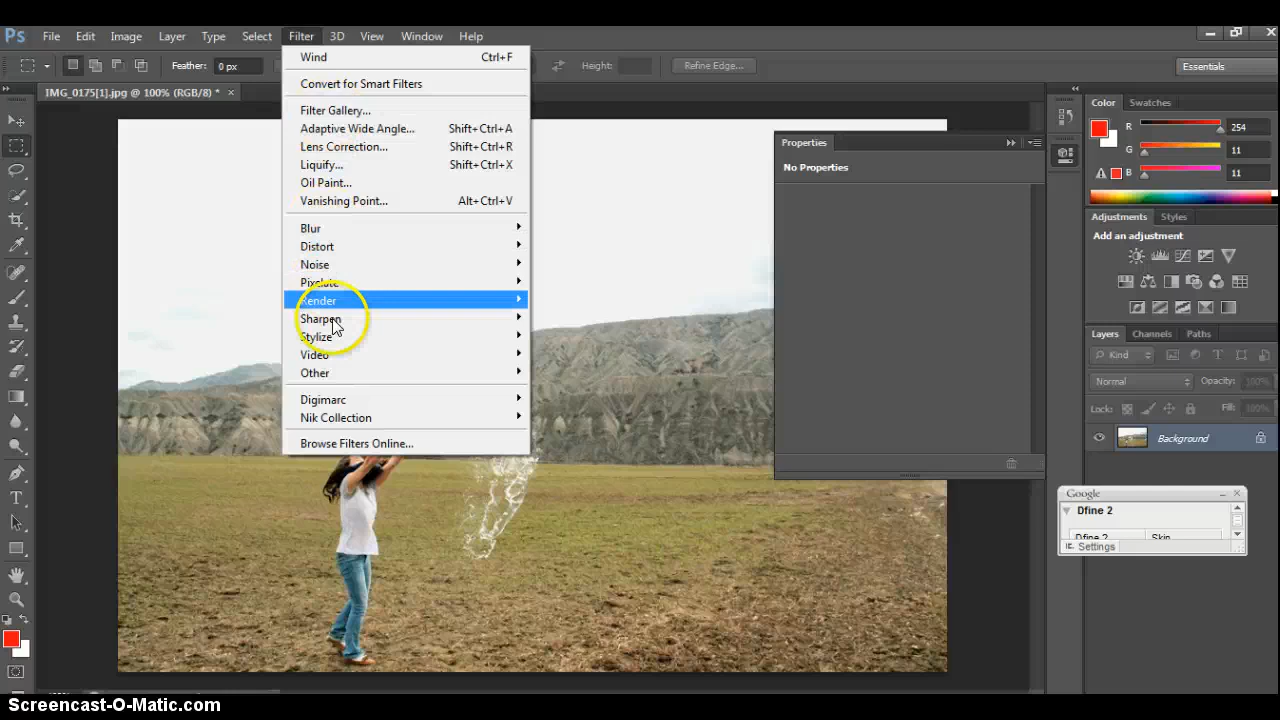 Ps File Edit Image Layer Type Select Filter 3D View Window Help
Feather: 0 px Height: Refine Edge... Essentials
IMG_0175[1].jpg @ 100% (RGB/8) * ×
Wind Ctrl+F
Convert for Smart Filters
Filter Gallery...
Adaptive Wide Angle... Shift+Ctrl+A
Lens Correction... Shift+Ctrl+R
Liquify... Shift+Ctrl+X
Oil Paint...
Vanishing Point... Alt+Ctrl+V
Blur
Distort
Noise
Pixelate
Render
Sharpen
Stylize
Video
Other
Digimarc
Nik Collection
Browse Filters Online...
Properties
No Properties
Color Swatches
R 254
G 11
B 11
Adjustments Styles
Add an adjustment
Layers Channels Paths
Kind
Normal Opacity: 100%
Lock: Fill: 100%
Background
Google
Dfine 2
Dfine 2 Skin
Settings
Screencast-O-Matic.com